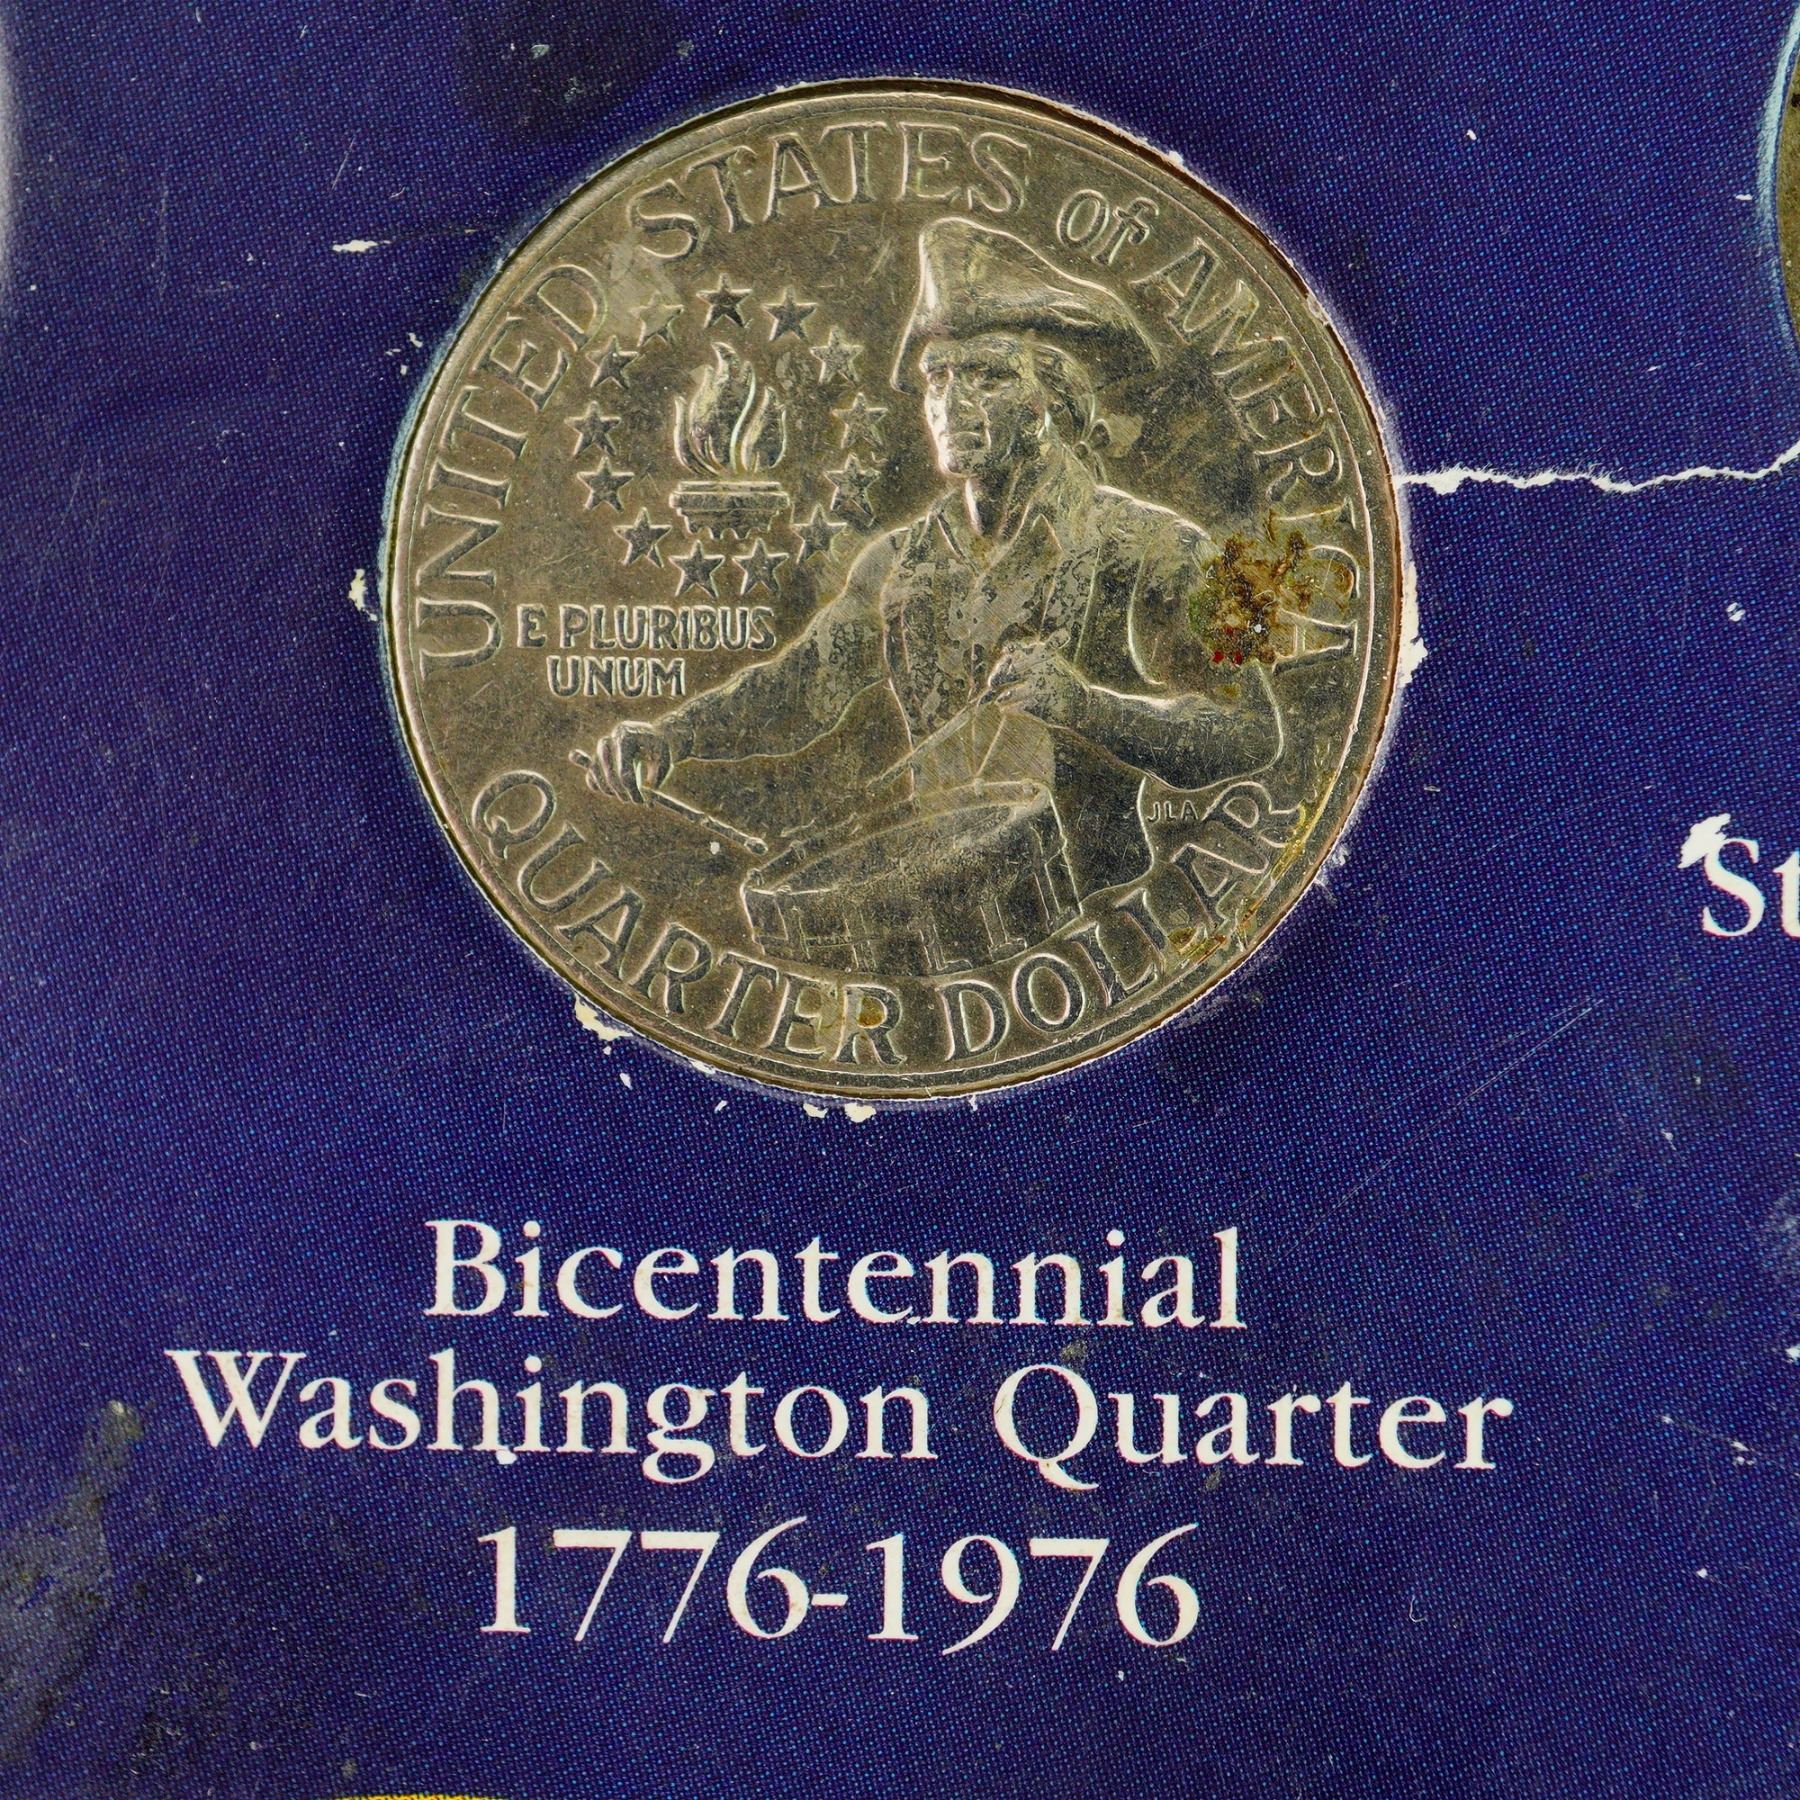 UNITED STATES of AMERICA
E PLURIBUS
UNUM
JLA
QUARTER DOLLAR
St
Bicentennial
Washington Quarter
1776-1976